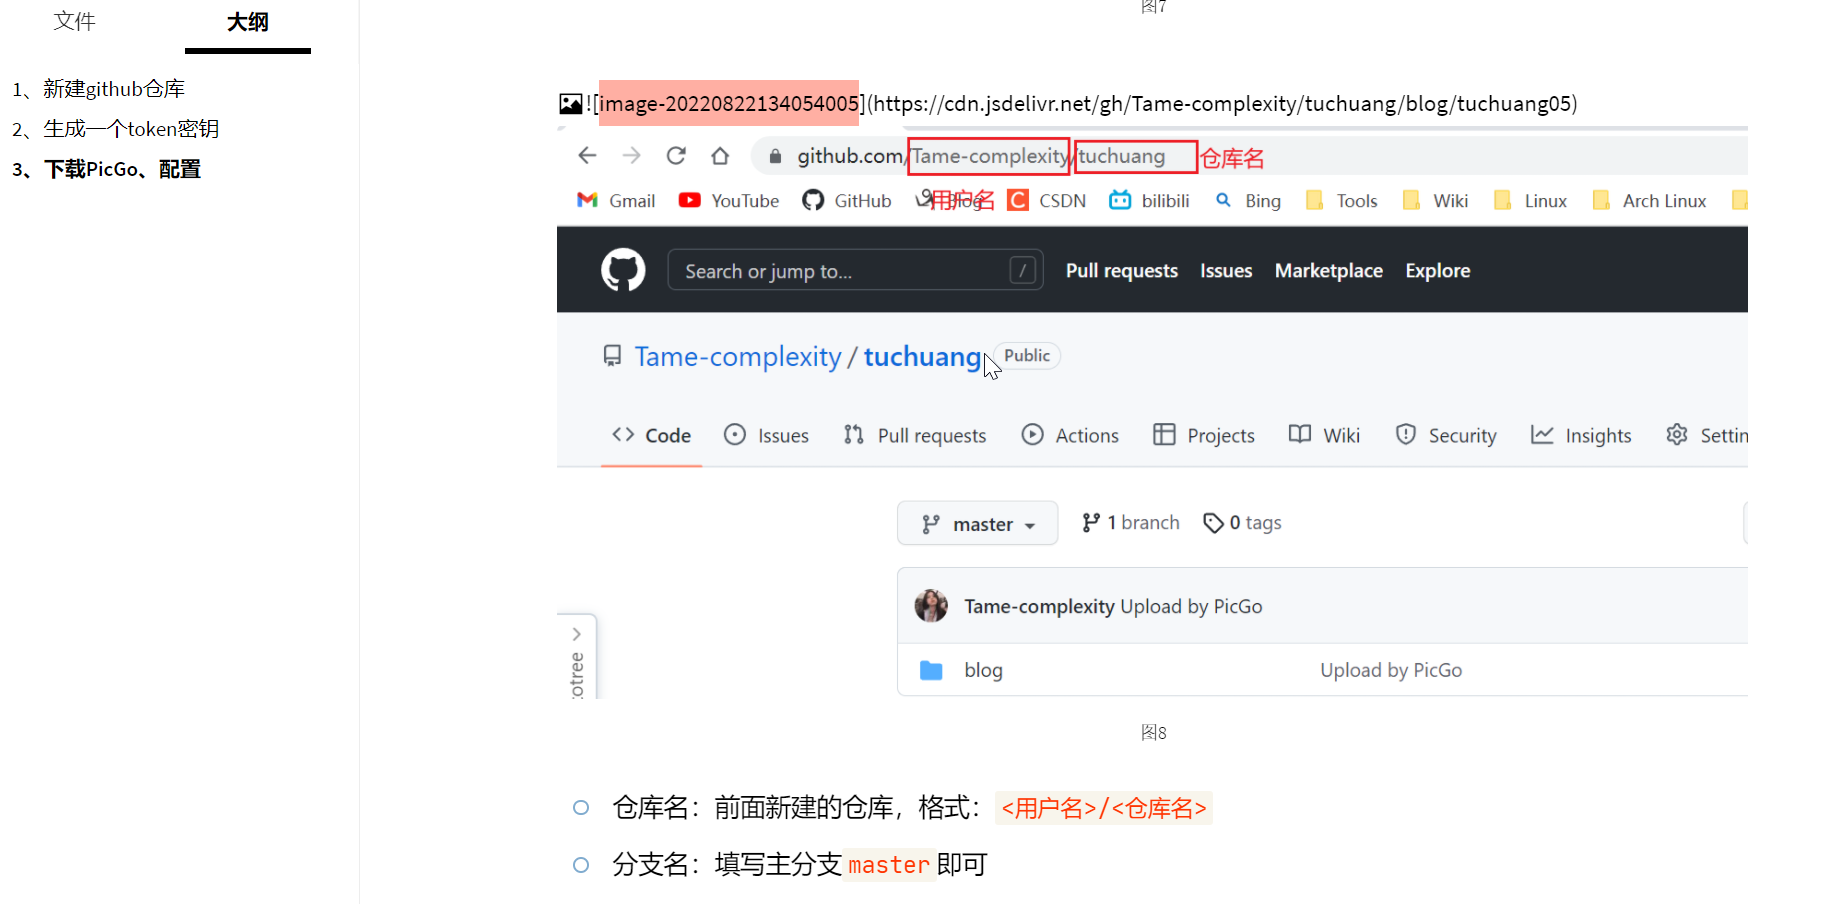 文件
大纲
1、新建github仓库
2、生成一个token密钥
3、下载PicGo、配置
图7
![image-20220822134054005](https://cdn.jsdelivr.net/gh/Tame-complexity/tuchuang/blog/tuchuang05)
github.com/Tame-complexity/tuchuang 仓库名
Gmail YouTube GitHub Blog 用户名 CSDN bilibili Bing Tools Wiki Linux Arch Linux
Search or jump to... / Pull requests Issues Marketplace Explore
Tame-complexity / tuchuang Public
Code Issues Pull requests Actions Projects Wiki Security Insights Settin
master 1 branch 0 tags
Tame-complexity Upload by PicGo
blog Upload by PicGo
otree
图8
仓库名：前面新建的仓库，格式：<用户名>/<仓库名>
分支名：填写主分支master即可